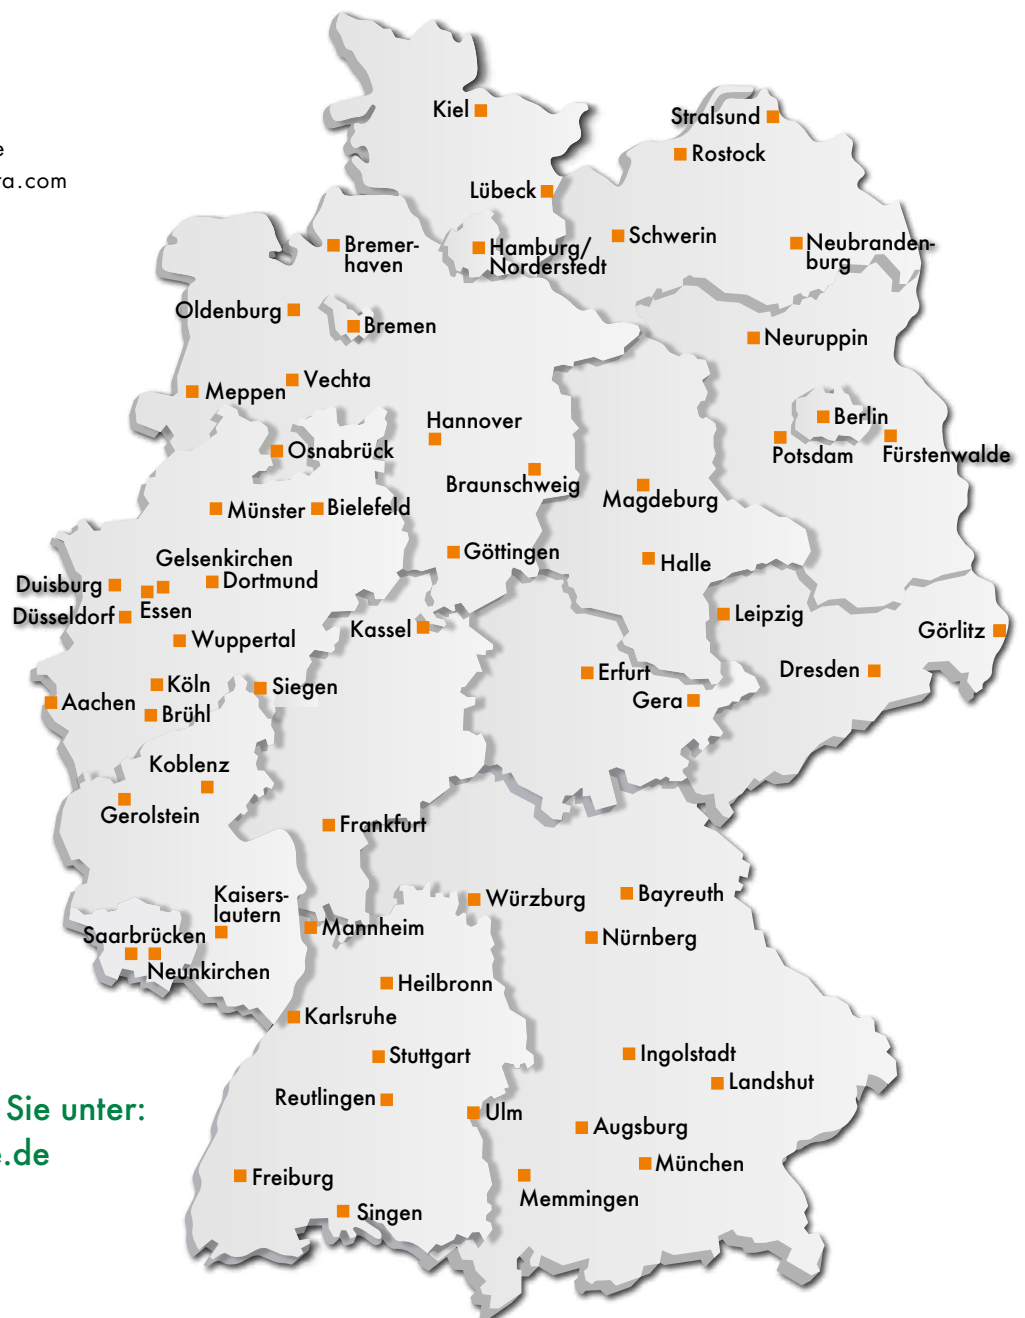 e
ra.com
Kiel
Stralsund
Rostock
Lübeck
Schwerin
Bremer-
haven
Hamburg/
Norderstedt
Neubranden-
burg
Oldenburg
Bremen
Neuruppin
Vechta
Meppen
Hannover
Berlin
Osnabrück
Potsdam
Fürstenwalde
Braunschweig
Magdeburg
Münster
Bielefeld
Göttingen
Gelsenkirchen
Halle
Duisburg
Dortmund
Essen
Düsseldorf
Leipzig
Kassel
Görlitz
Wuppertal
Erfurt
Dresden
Köln
Siegen
Gera
Aachen
Brühl
Koblenz
Gerolstein
Frankfurt
Kaisers-
lautern
Würzburg
Bayreuth
Mannheim
Saarbrücken
Nürnberg
Neunkirchen
Heilbronn
Karlsruhe
Stuttgart
Ingolstadt
Landshut
Reutlingen
Sie unter:
Ulm
Augsburg
e.de
München
Freiburg
Memmingen
Singen